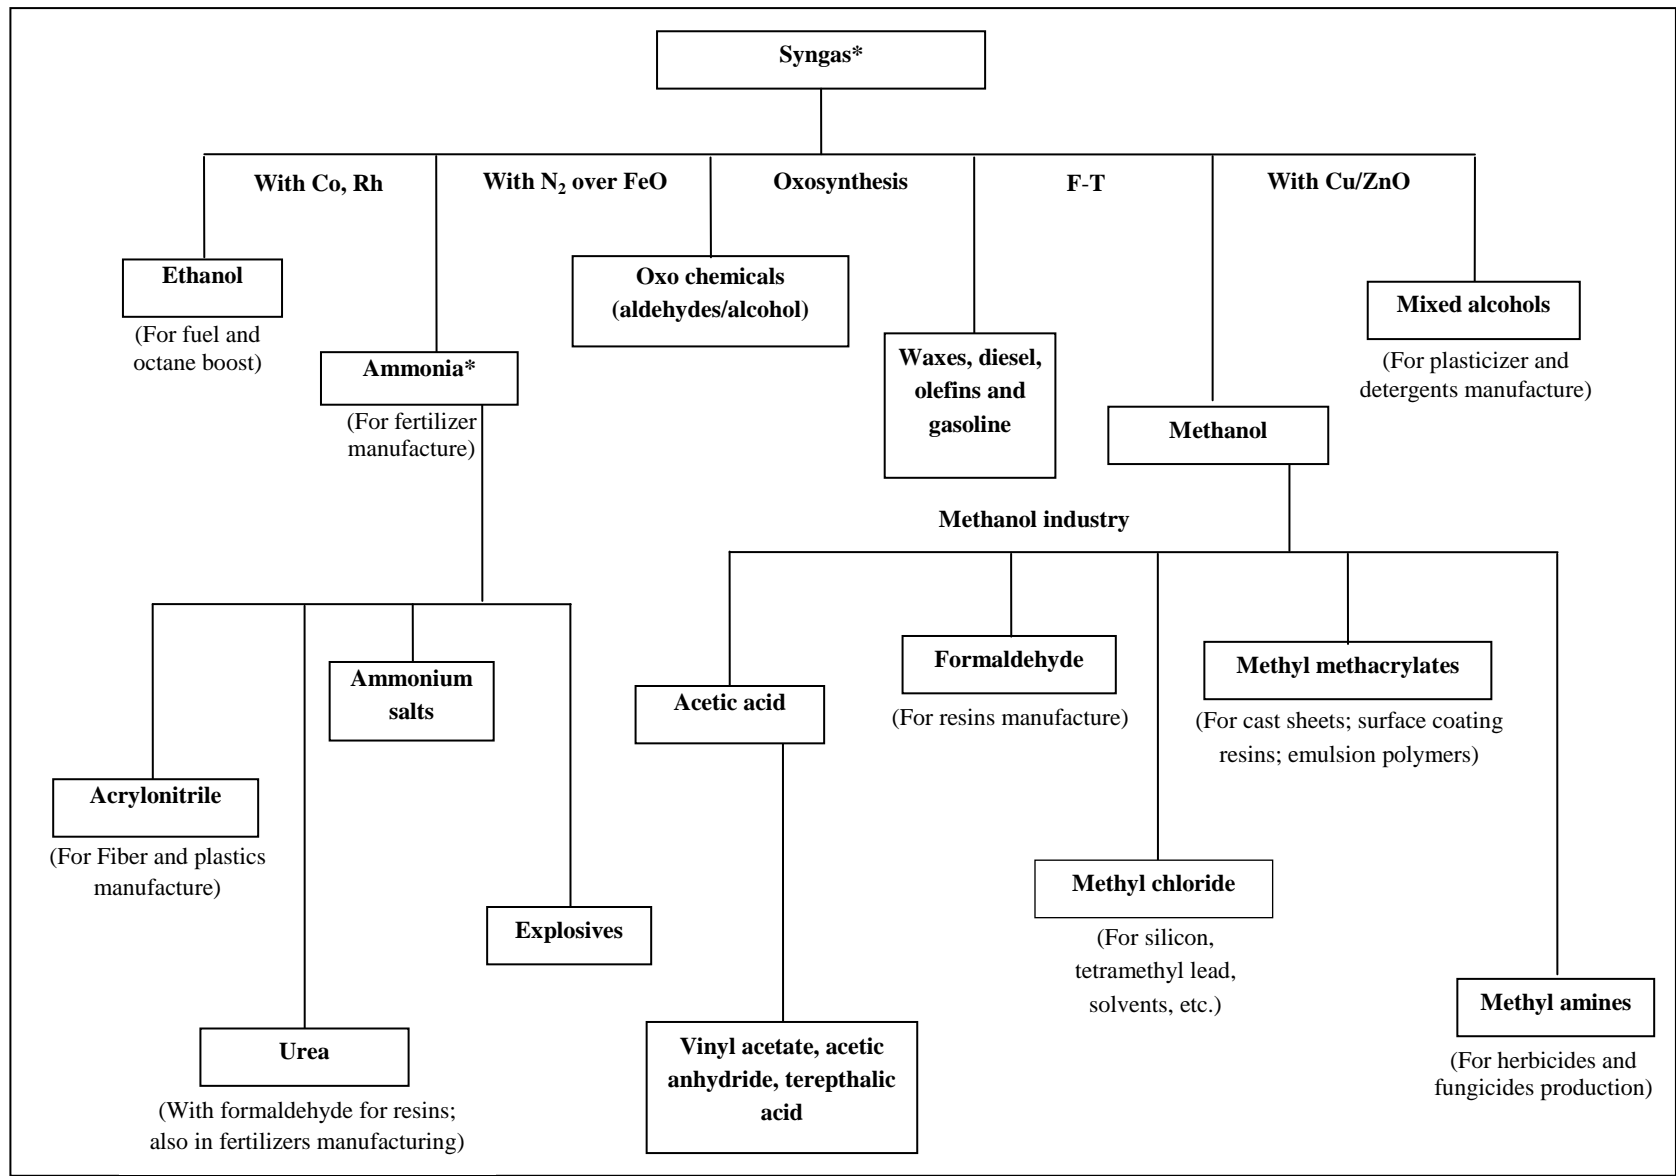 Syngas*
With Co, Rh
With N₂ over FeO
Oxosynthesis
F-T
With Cu/ZnO
Ethanol
(For fuel and
octane boost)
Ammonia*
(For fertilizer
manufacture)
Oxo chemicals
(aldehydes/alcohol)
Waxes, diesel,
olefins and
gasoline
Methanol
Mixed alcohols
(For plasticizer and
detergents manufacture)
Methanol industry
Acrylonitrile
(For Fiber and plastics
manufacture)
Urea
(With formaldehyde for resins;
also in fertilizers manufacturing)
Ammonium
salts
Explosives
Acetic acid
Vinyl acetate, acetic
anhydride, terepthalic
acid
Formaldehyde
(For resins manufacture)
Methyl chloride
(For silicon,
tetramethyl lead,
solvents, etc.)
Methyl methacrylates
(For cast sheets; surface coating
resins; emulsion polymers)
Methyl amines
(For herbicides and
fungicides production)